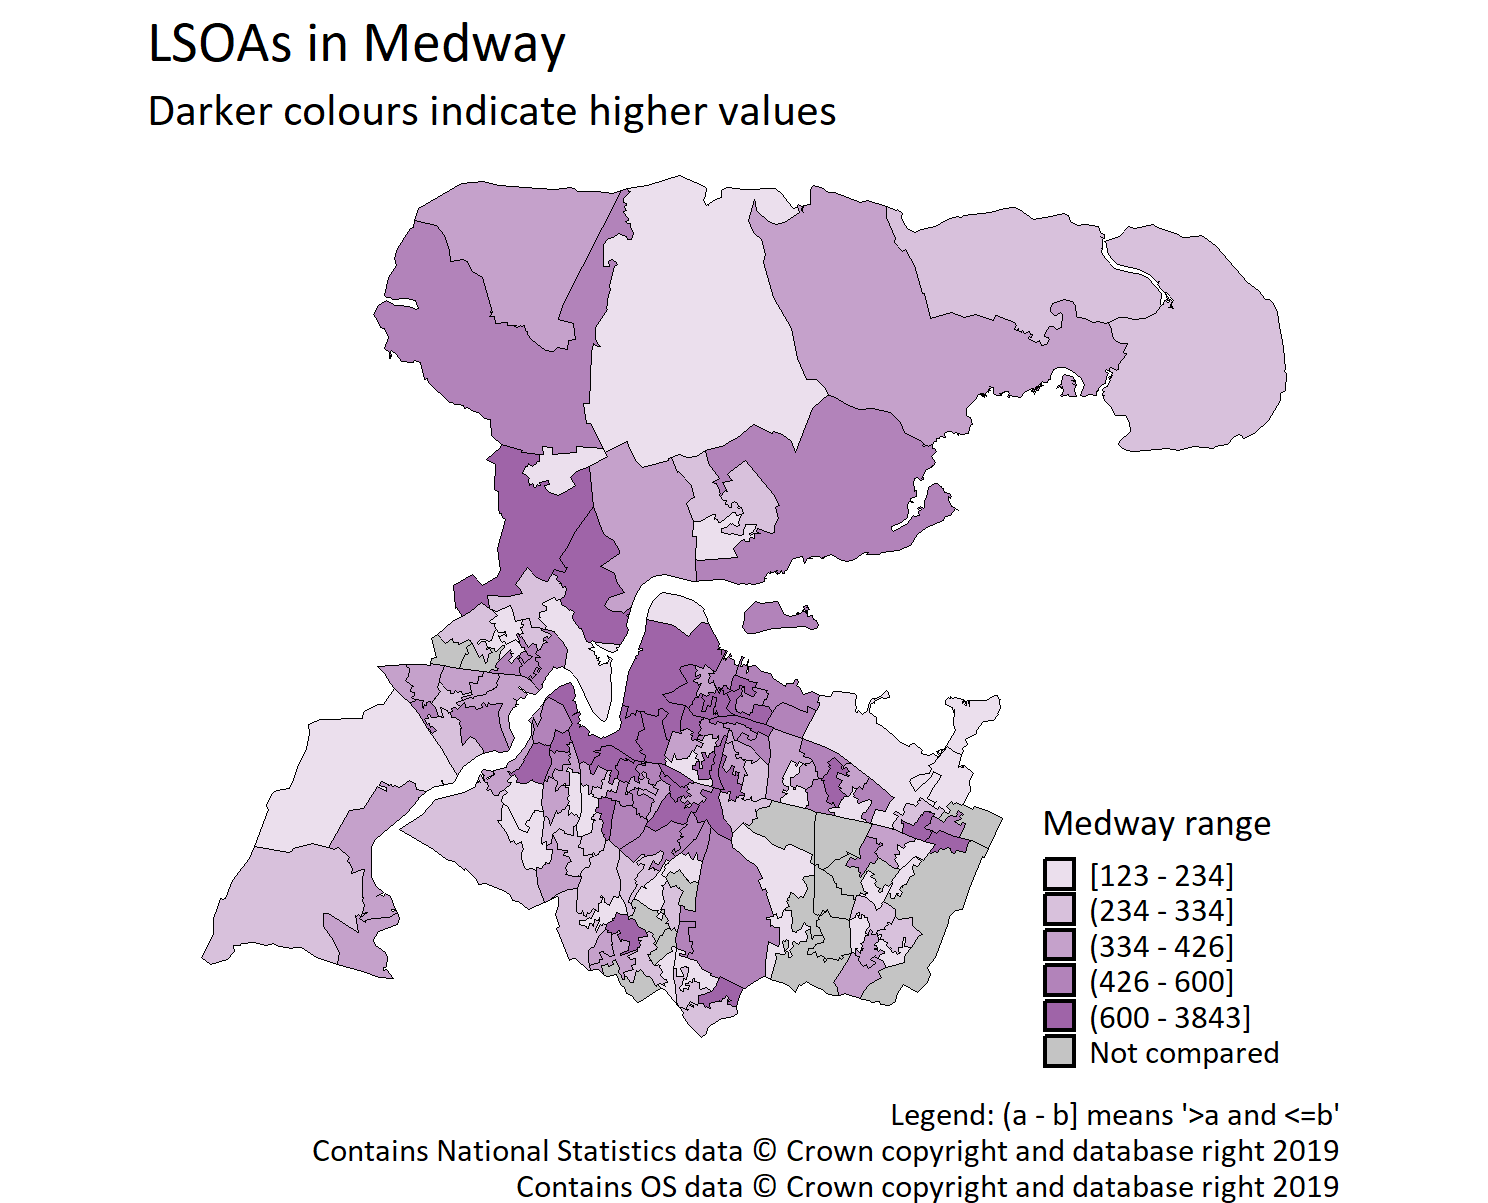 LSOAs in Medway
Darker colours indicate higher values
Medway range
[123 - 234]
(234 - 334]
(334 - 426]
(426 - 600]
(600 - 3843]
Not compared
Legend: (a - b] means '>a and <=b'
Contains National Statistics data © Crown copyright and database right 2019
Contains OS data © Crown copyright and database right 2019